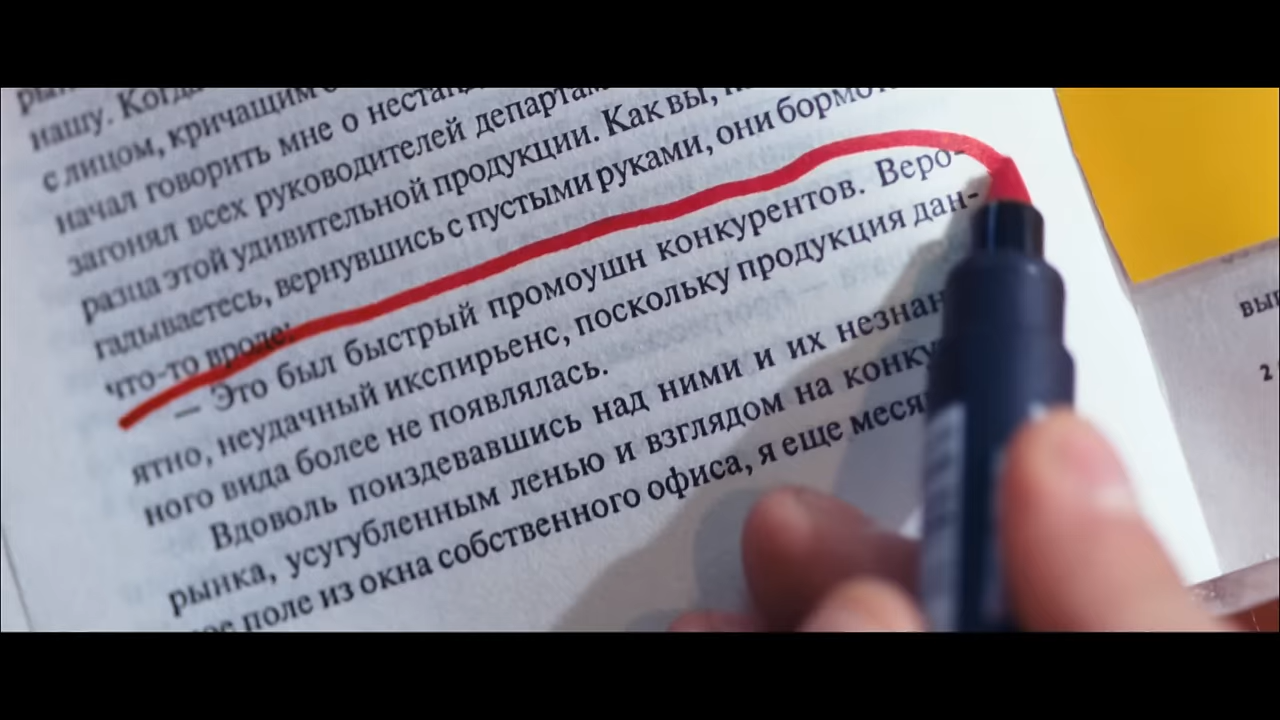 нашу. Когда
с лицом, кричащим о
начал говорить мне о
загонял всех руководителей
разца этой удивительной продукции. Как вы,
гадываетесь, вернувшись с пустыми руками, они
что-то вроде:
— Это был быстрый промоушн конкурентов. Веро-
ятно, неудачный икспирьенс, поскольку продукция дан-
ного вида более не появлялась.
Вдоволь поиздевавшись над ними и их
рынка, усугубленным ленью и взглядом на
поле из окна собственного офиса, я еще
2